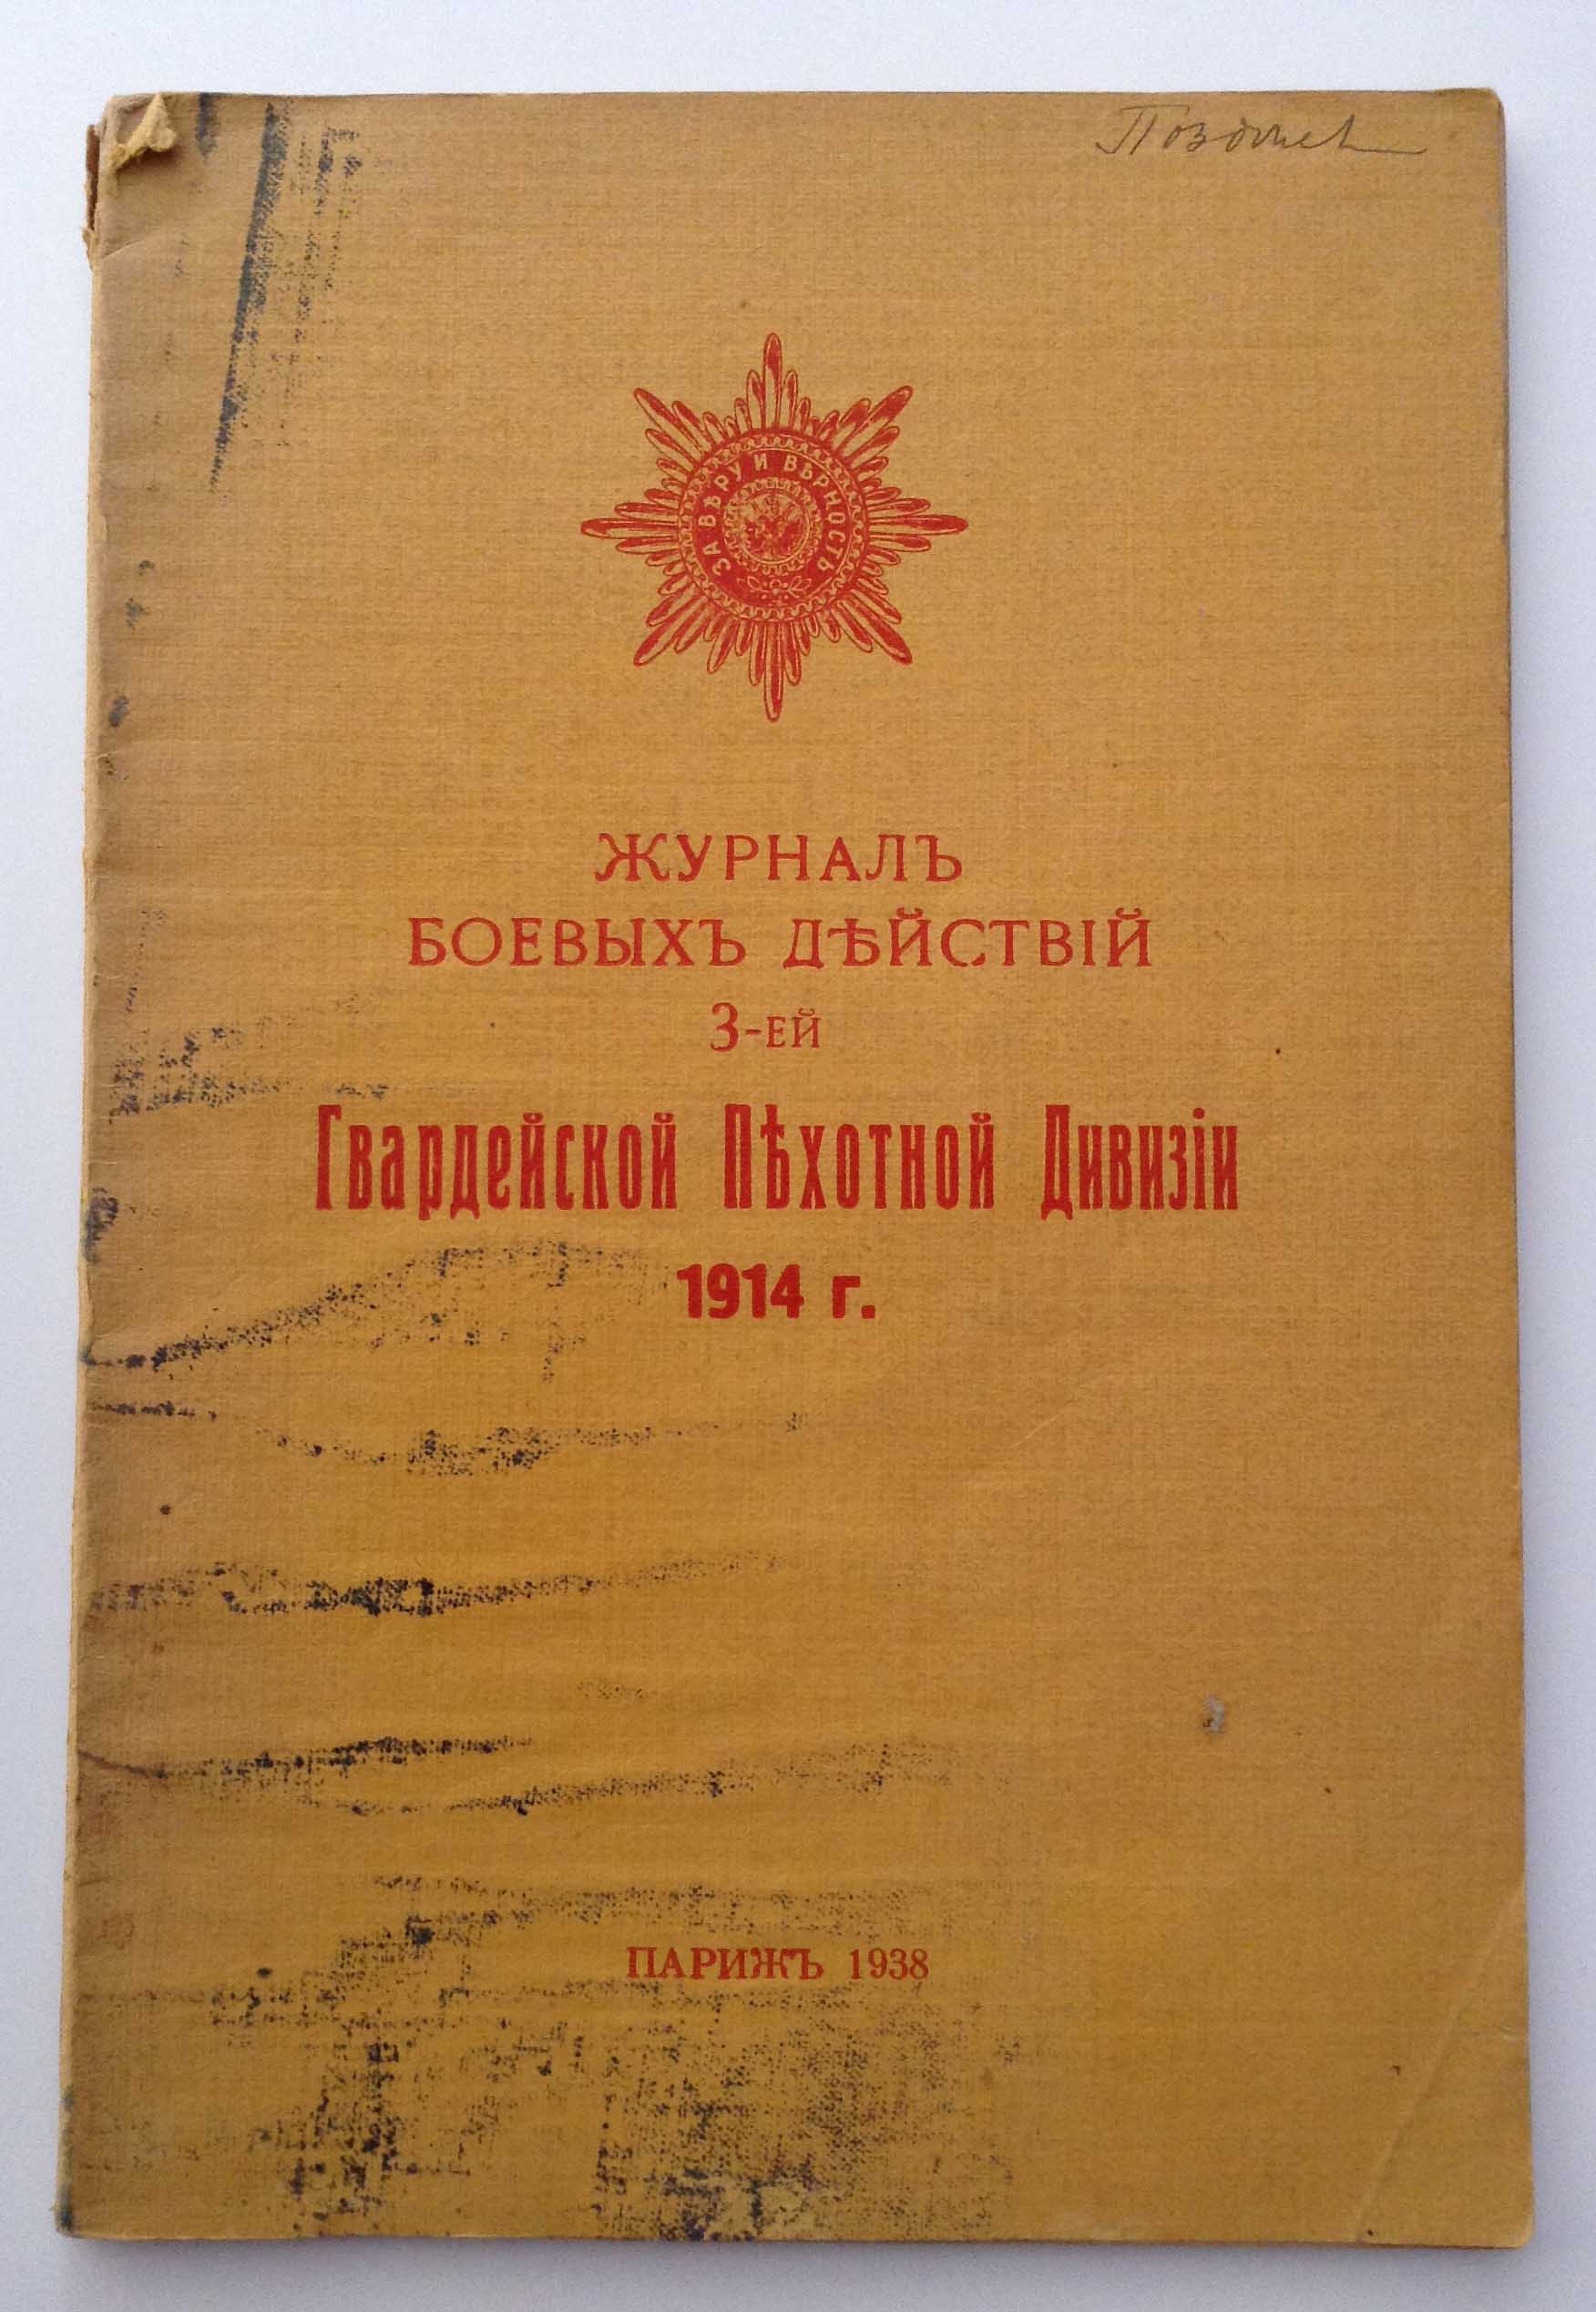 ЗА ВѢРУ И ВѢРНОСТЬ
ЖУРНАЛЪ
БОЕВЫХЪ ДѢЙСТВІЙ
3-ЕЙ
Гвардейской Пѣхотной Дивизіи
1914 г.
ПАРИЖЪ 1938